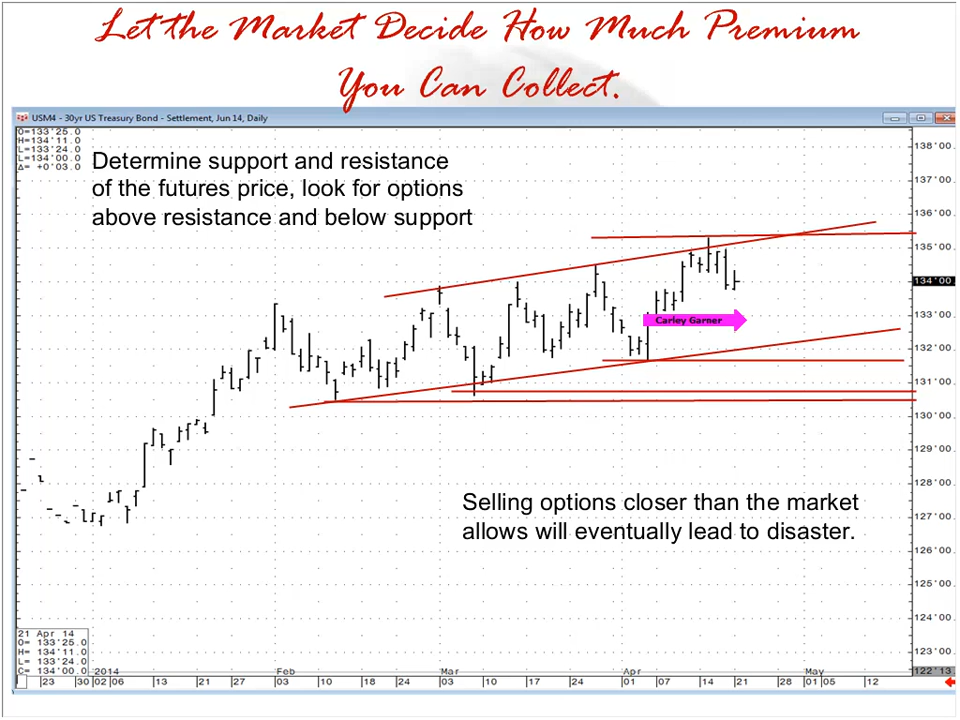 Let the Market Decide How Much Premium
You Can Collect.
USM4 - 30yr US Treasury Bond - Settlement, Jun 14, Daily
O=133'25.0
H=134'11.0
L=133'24.0
L=134'00.0
Δ= +0'03.0
Determine support and resistance
of the futures price, look for options
above resistance and below support
138'00
137'00
136'00
135'00
134'00
133'00
132'00
131'00
130'00
129'00
128'00
127'00
126'00
125'00
124'00
123'00
122'13
Carley Garner
Selling options closer than the market
allows will eventually lead to disaster.
21 Apr 14
O= 133'25.0
H= 134'11.0
L= 133'24.0
C= 134'00.0
2014 Feb Mar Apr May
23 30 02 06 13 21 27 03 10 18 24 03 10 17 24 01 07 14 21 28 01 05 12